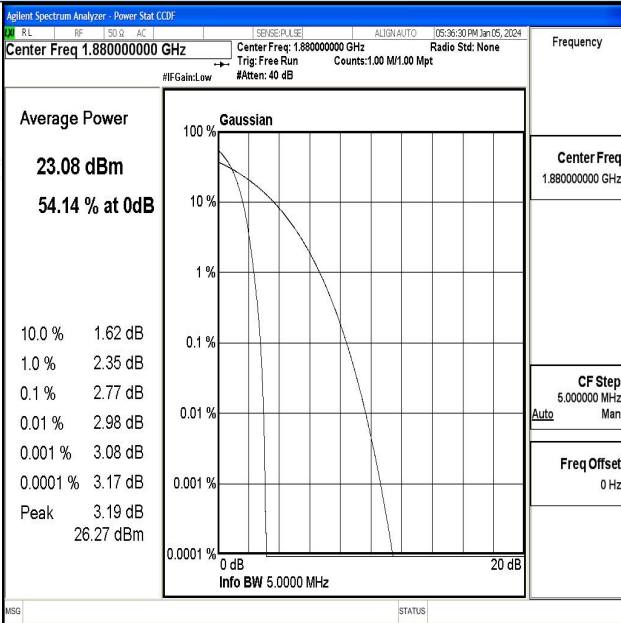 Agilent Spectrum Analyzer - Power Stat CCDF
LXI RL RF 50 Ω AC SENSE:PULSE ALIGN AUTO 05:36:30 PM Jan 05, 2024
Center Freq 1.880000000 GHz
Center Freq: 1.880000000 GHz Radio Std: None
Trig: Free Run Counts:1.00 M/1.00 Mpt
#IFGain:Low #Atten: 40 dB
Frequency
Average Power
23.08 dBm
54.14 % at 0dB
10.0 % 1.62 dB
1.0 % 2.35 dB
0.1 % 2.77 dB
0.01 % 2.98 dB
0.001 % 3.08 dB
0.0001 % 3.17 dB
Peak 3.19 dB
26.27 dBm
Gaussian
100 %
10 %
1 %
0.1 %
0.01 %
0.001 %
0.0001 %
0 dB 20 dB
Info BW 5.0000 MHz
Center Freq
1.880000000 GHz
CF Step
5.000000 MHz
Auto Man
Freq Offset
0 Hz
MSG STATUS